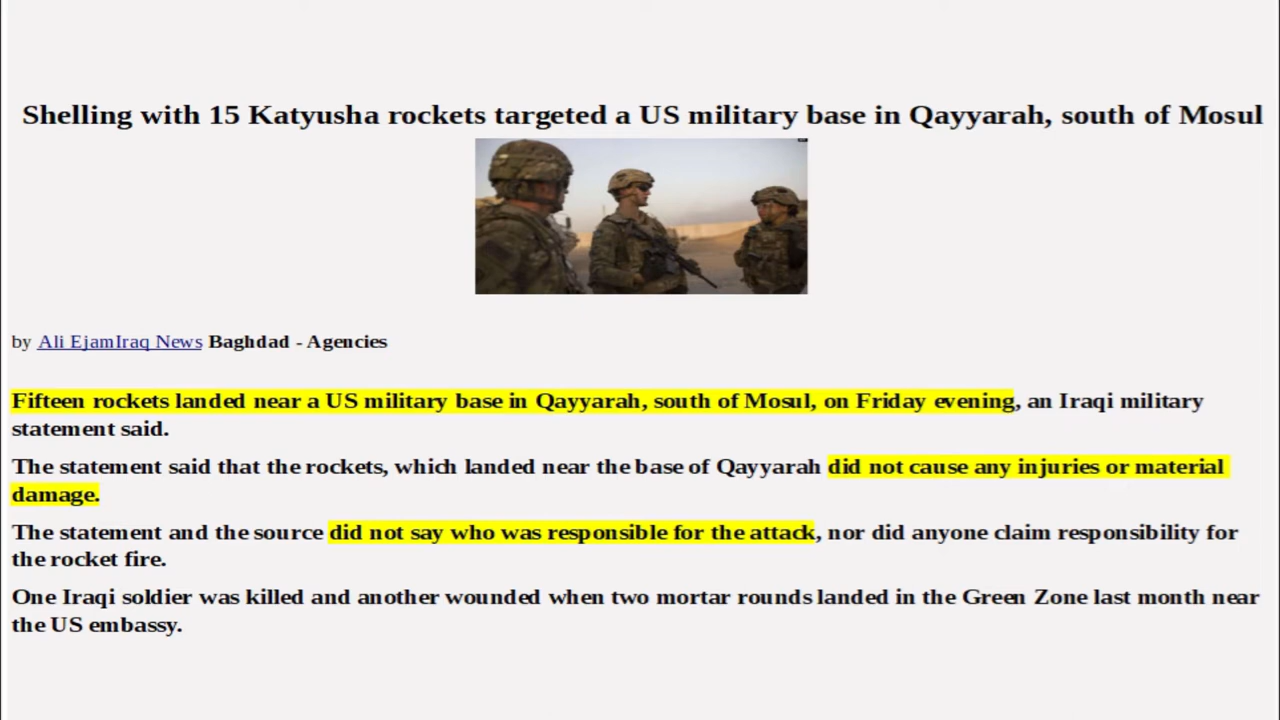 Shelling with 15 Katyusha rockets targeted a US military base in Qayyarah, south of Mosul
by Ali EjamIraq News Baghdad - Agencies
Fifteen rockets landed near a US military base in Qayyarah, south of Mosul, on Friday evening, an Iraqi military
statement said.
The statement said that the rockets, which landed near the base of Qayyarah did not cause any injuries or material
damage.
The statement and the source did not say who was responsible for the attack, nor did anyone claim responsibility for
the rocket fire.
One Iraqi soldier was killed and another wounded when two mortar rounds landed in the Green Zone last month near
the US embassy.